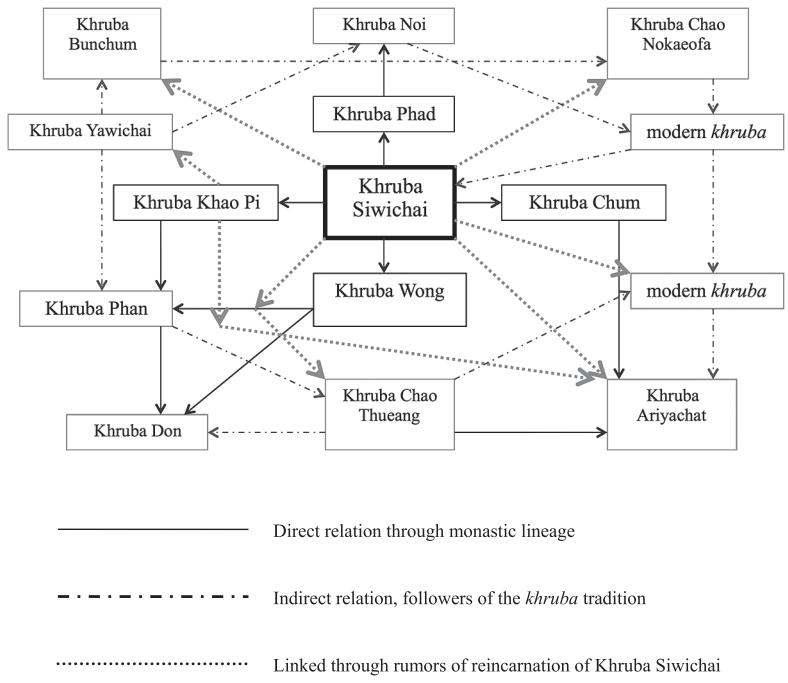 Khruba
Bunchum
Khruba Noi
Khruba Chao
Nokaeofa
Khruba Phad
Khruba Yawichai
modern khruba
Khruba
Siwichai
Khruba Khao Pi
Khruba Chum
Khruba Wong
Khruba Phan
modern khruba
Khruba Chao
Thueang
Khruba
Ariyachat
Khruba Don
Direct relation through monastic lineage
Indirect relation, followers of the khruba tradition
Linked through rumors of reincarnation of Khruba Siwichai